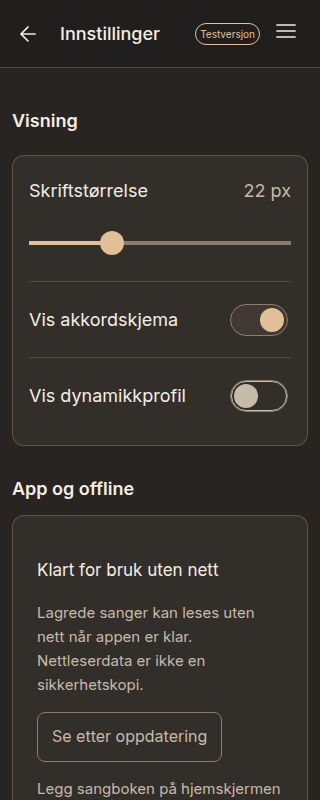 Innstillinger
Testversjon
Visning
Skriftstørrelse 22 px
Vis akkordskjema
Vis dynamikkprofil
App og offline
Klart for bruk uten nett
Lagrede sanger kan leses uten
nett når appen er klar.
Nettleserdata er ikke en
sikkerhetskopi.
Se etter oppdatering
Legg sangboken på hjemskjermen